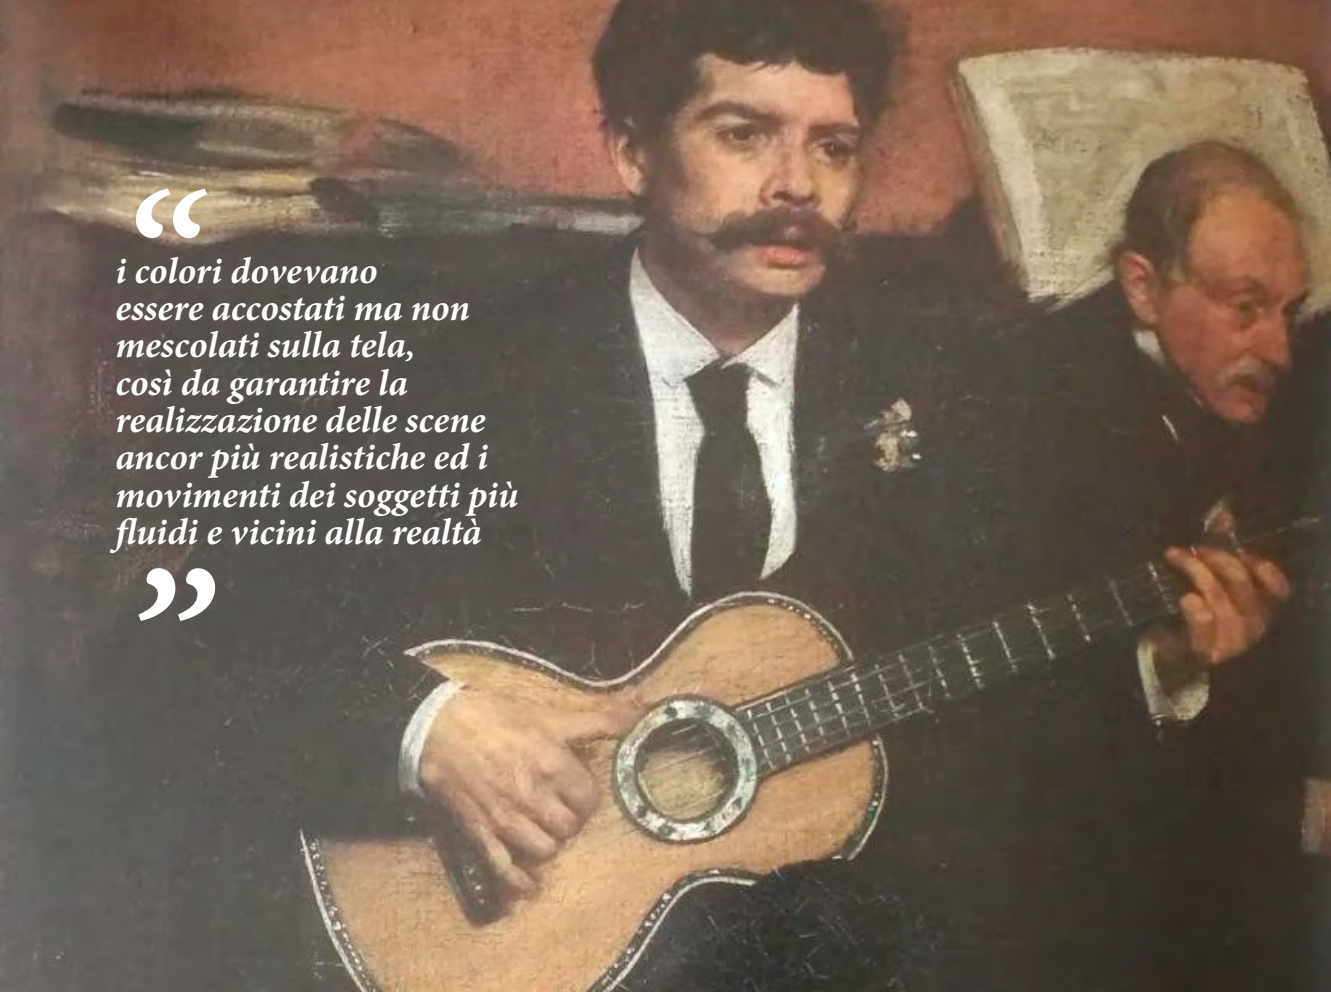 “
i colori dovevano
essere accostati ma non
mescolati sulla tela,
così da garantire la
realizzazione delle scene
ancor più realistiche ed i
movimenti dei soggetti più
fluidi e vicini alla realtà
”